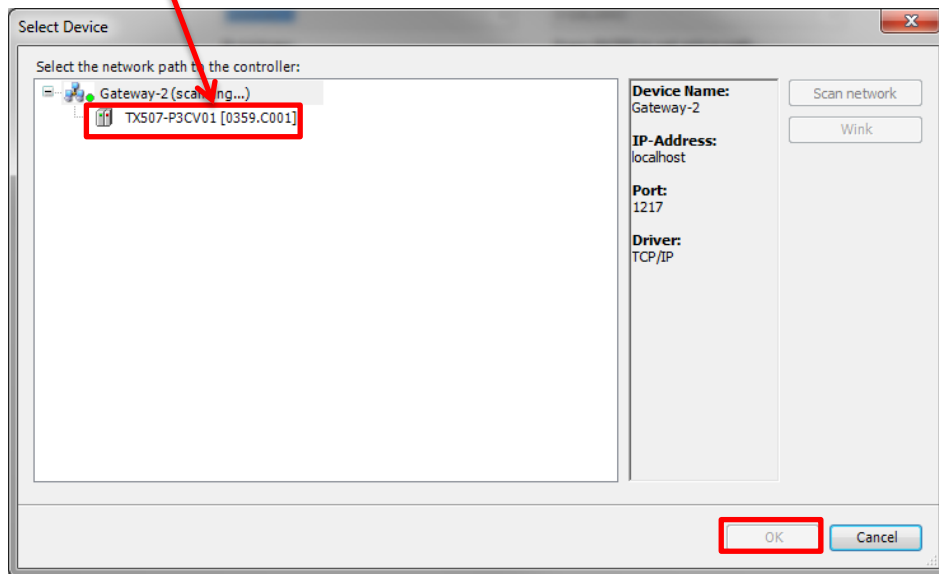 Select Device
Select the network path to the controller:
Gateway-2 (scanning...)
TX507-P3CV01 [0359.C001]
Device Name:
Gateway-2
IP-Address:
localhost
Port:
1217
Driver:
TCP/IP
Scan network
Wink
OK
Cancel